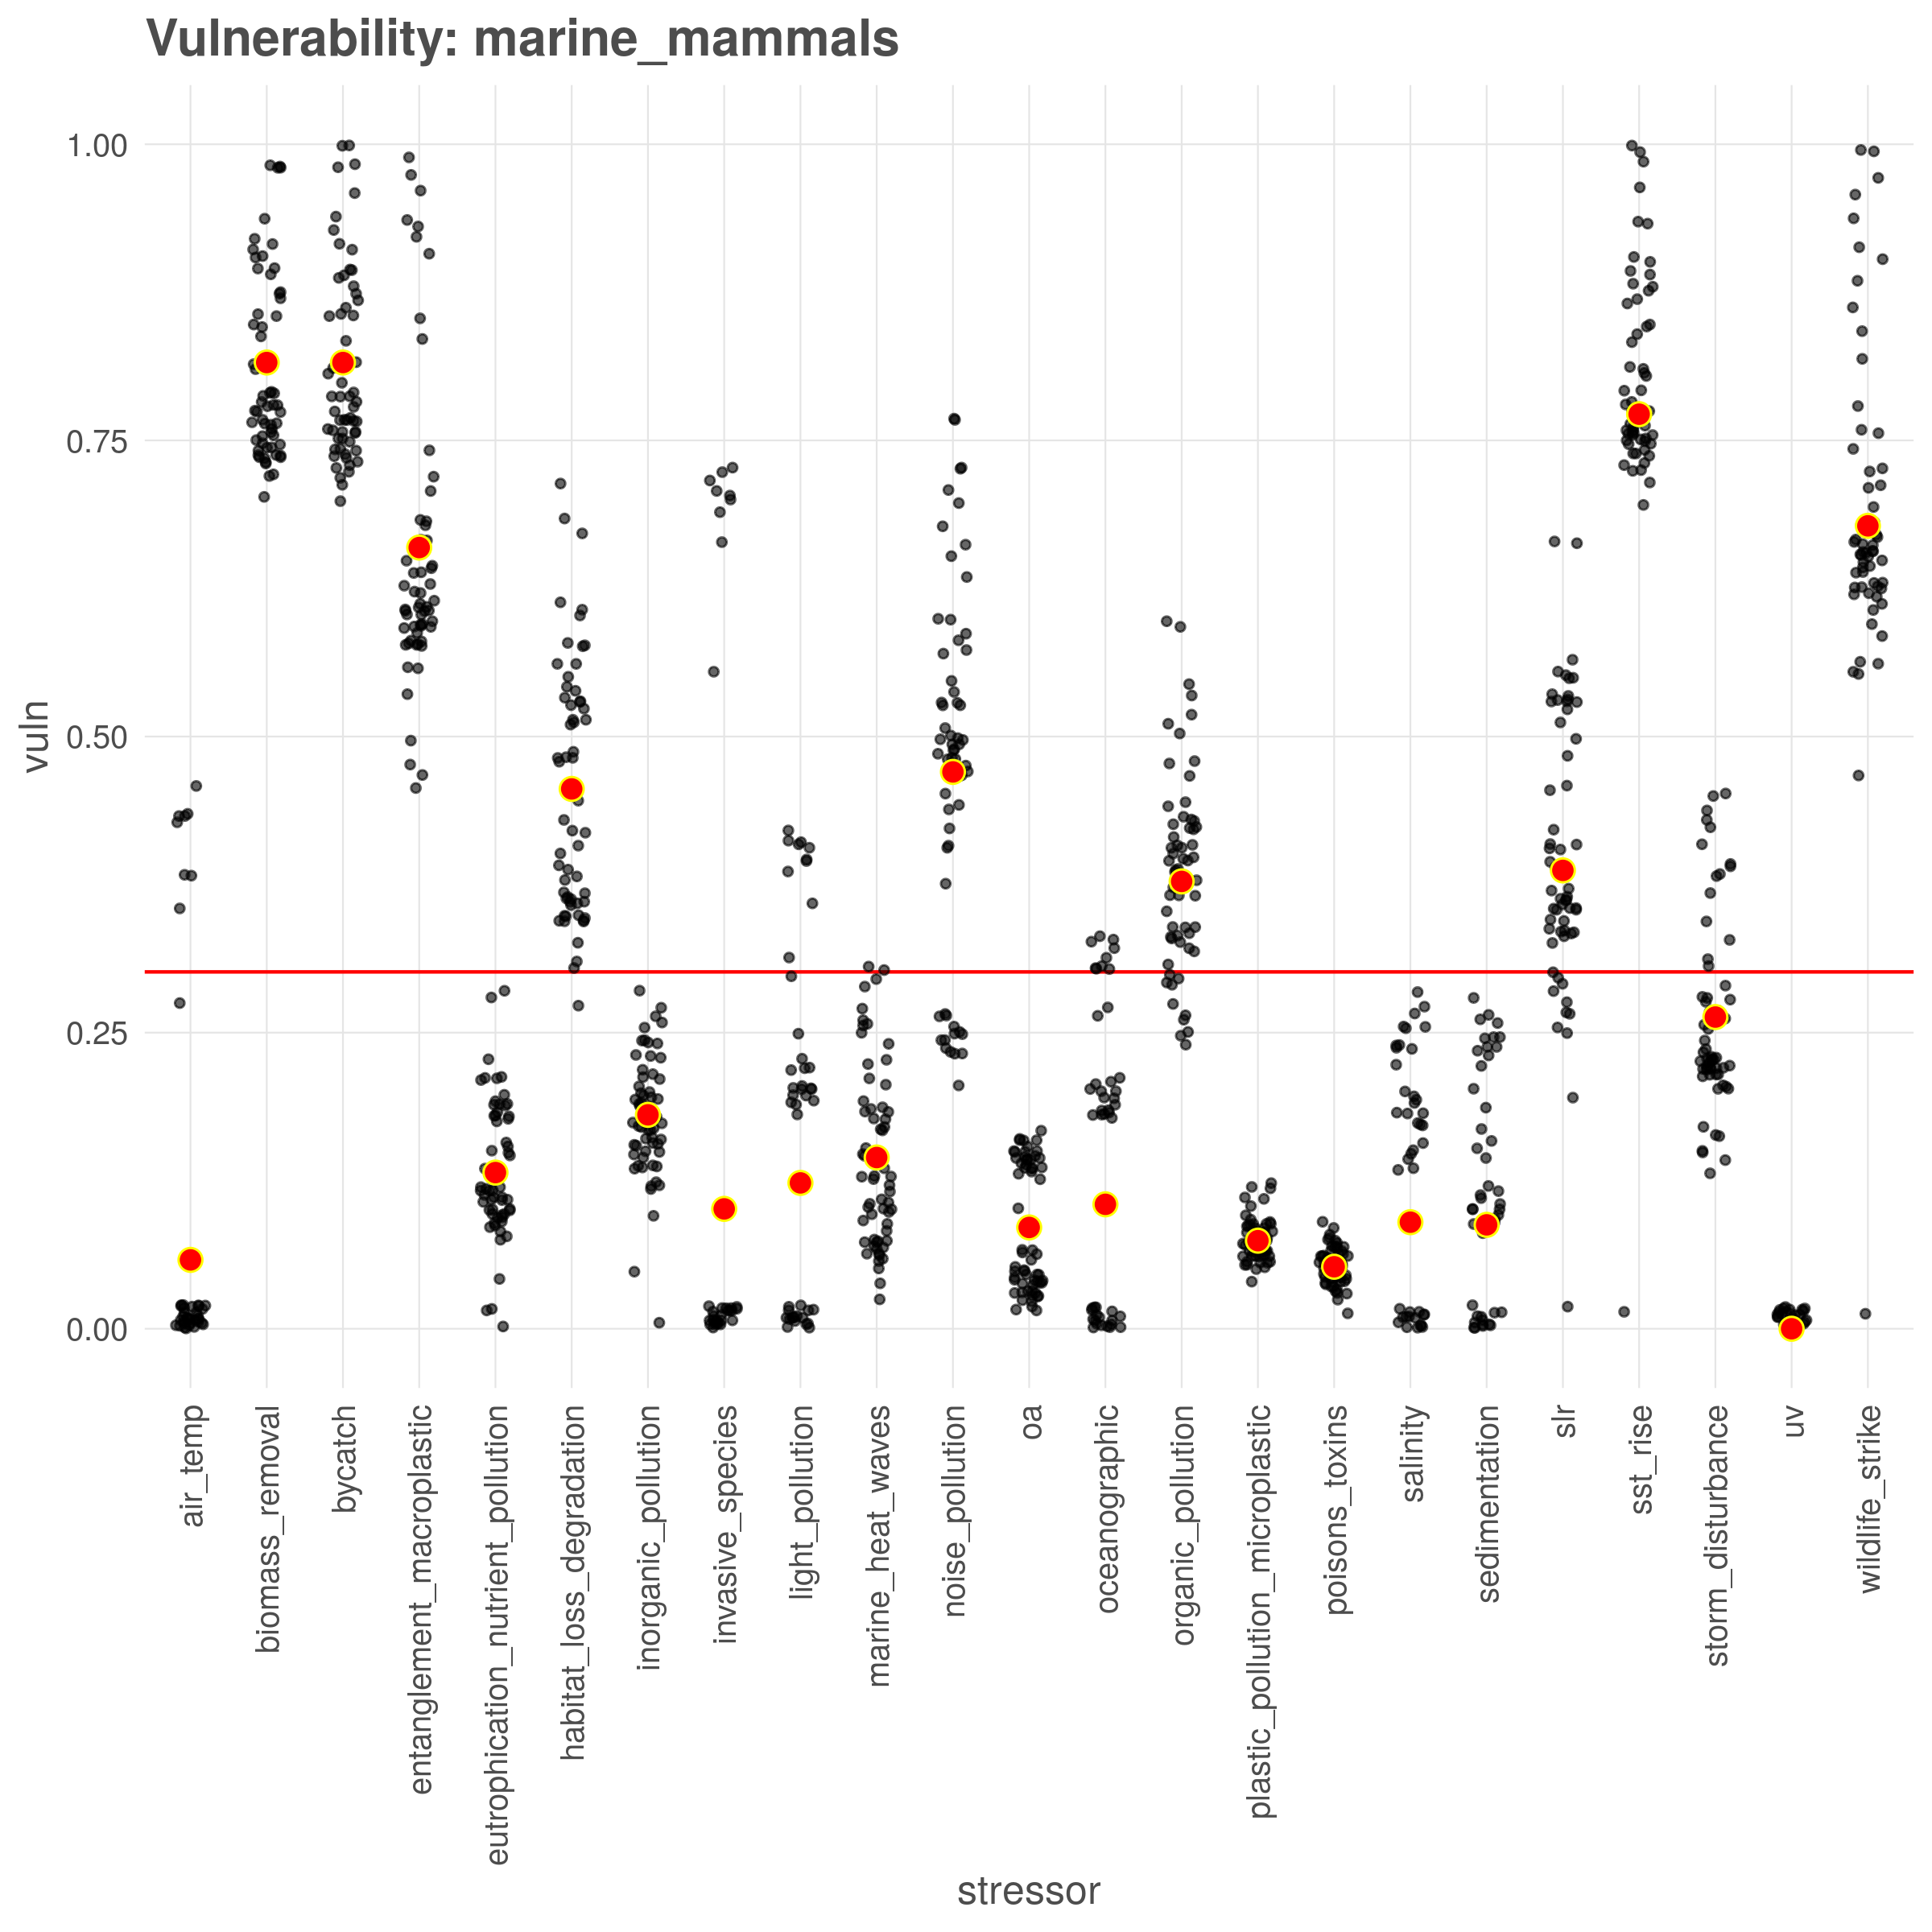 Vulnerability: marine_mammals
1.00
0.75
0.50
0.25
0.00
vuln
air_temp
biomass_removal
bycatch
entanglement_macroplastic
eutrophication_nutrient_pollution
habitat_loss_degradation
inorganic_pollution
invasive_species
light_pollution
marine_heat_waves
noise_pollution
oa
oceanographic
organic_pollution
plastic_pollution_microplastic
poisons_toxins
salinity
sedimentation
slr
sst_rise
storm_disturbance
uv
wildlife_strike
stressor